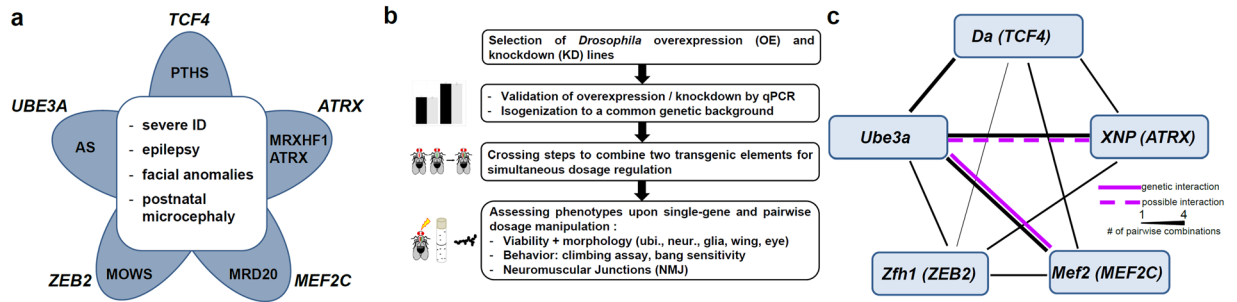 a
TCF4
PTHS
UBE3A
ATRX
AS
MRXHF1
ATRX
- severe ID
- epilepsy
- facial anomalies
- postnatal
microcephaly
ZEB2
MOWS
MRD20
MEF2C
b
Selection of Drosophila overexpression (OE) and
knockdown (KD) lines
- Validation of overexpression / knockdown by qPCR
- Isogenization to a common genetic background
Crossing steps to combine two transgenic elements for
simultaneous dosage regulation
Assessing phenotypes upon single-gene and pairwise
dosage manipulation :
- Viability + morphology (ubi., neur., glia, wing, eye)
- Behavior: climbing assay, bang sensitivity
- Neuromuscular Junctions (NMJ)
c
Da (TCF4)
Ube3a
XNP (ATRX)
Zfh1 (ZEB2)
Mef2 (MEF2C)
genetic interaction
possible interaction
1 4
# of pairwise combinations